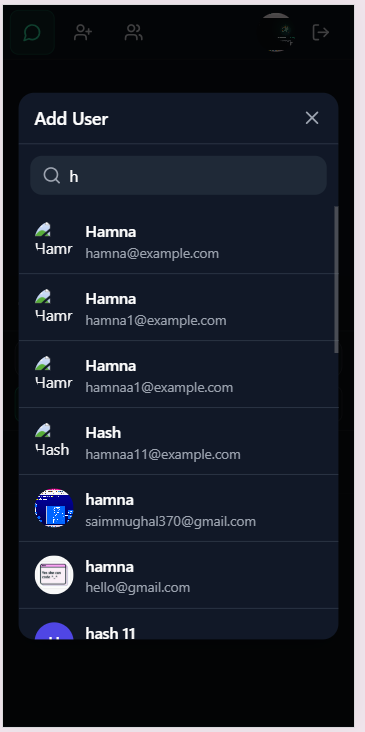 Add User
h
Hamna
Hamr
hamna@example.com
Hamna
Hamr
hamna1@example.com
Hamna
Hamr
hamnaa1@example.com
Hash
Hash
hamnaa11@example.com
hamna
saimmughal370@gmail.com
hamna
hello@gmail.com
hash 11